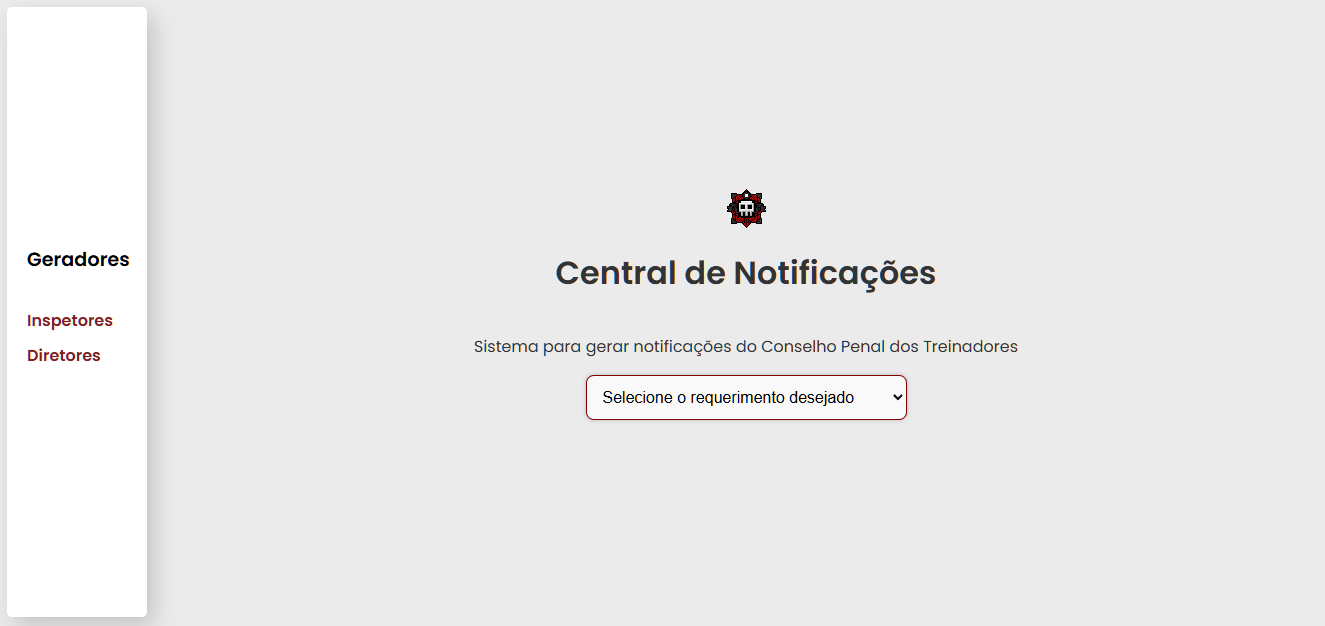 Geradores
Inspetores
Diretores
Central de Notificações
Sistema para gerar notificações do Conselho Penal dos Treinadores
Selecione o requerimento desejado